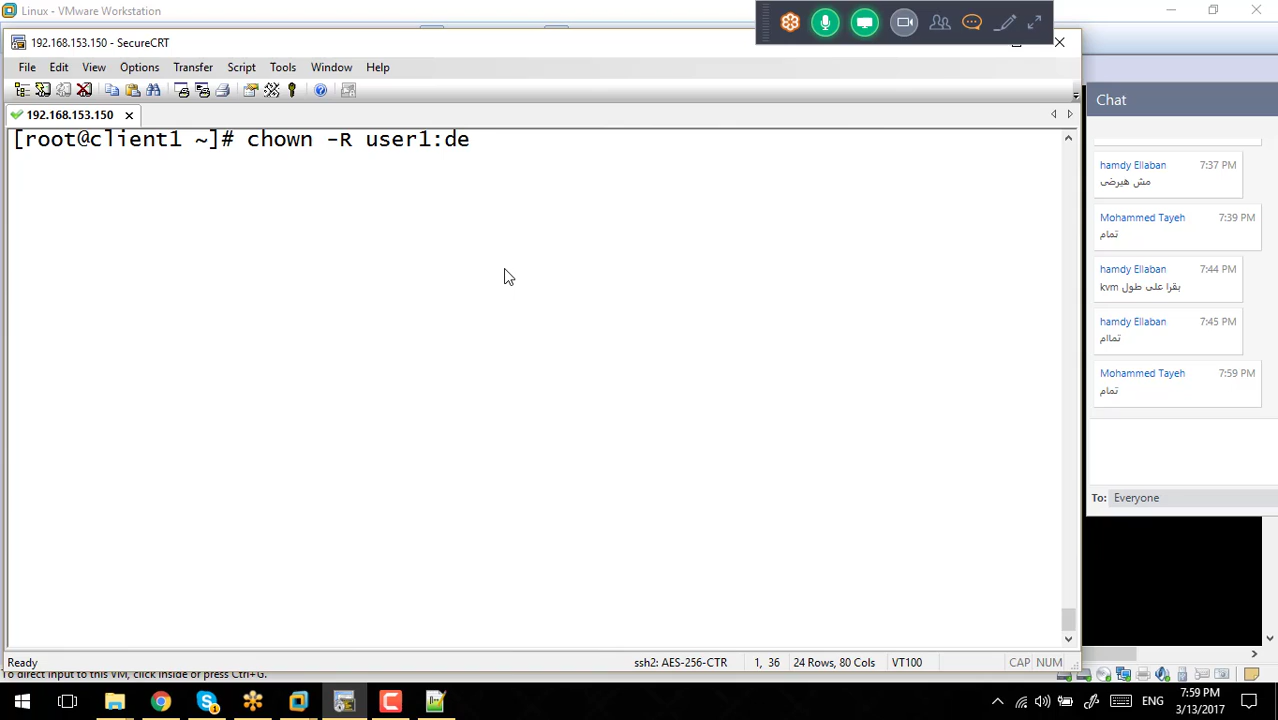 Linux - VMware Workstation
192.168.153.150 - SecureCRT
File Edit View Options Transfer Script Tools Window Help
192.168.153.150
[root@client1 ~]# chown -R user1:de
Chat
hamdy Ellaban 7:37 PM
مش هيرضى
Mohammed Tayeh 7:39 PM
تمام
hamdy Ellaban 7:44 PM
بقرا على طول kvm
hamdy Ellaban 7:45 PM
تماام
Mohammed Tayeh 7:59 PM
تمام
To: Everyone
Ready ssh2: AES-256-CTR 1, 36 24 Rows, 80 Cols VT100 CAP NUM
To direct input to this VM, click inside or press Ctrl+G.
ENG 7:59 PM
3/13/2017